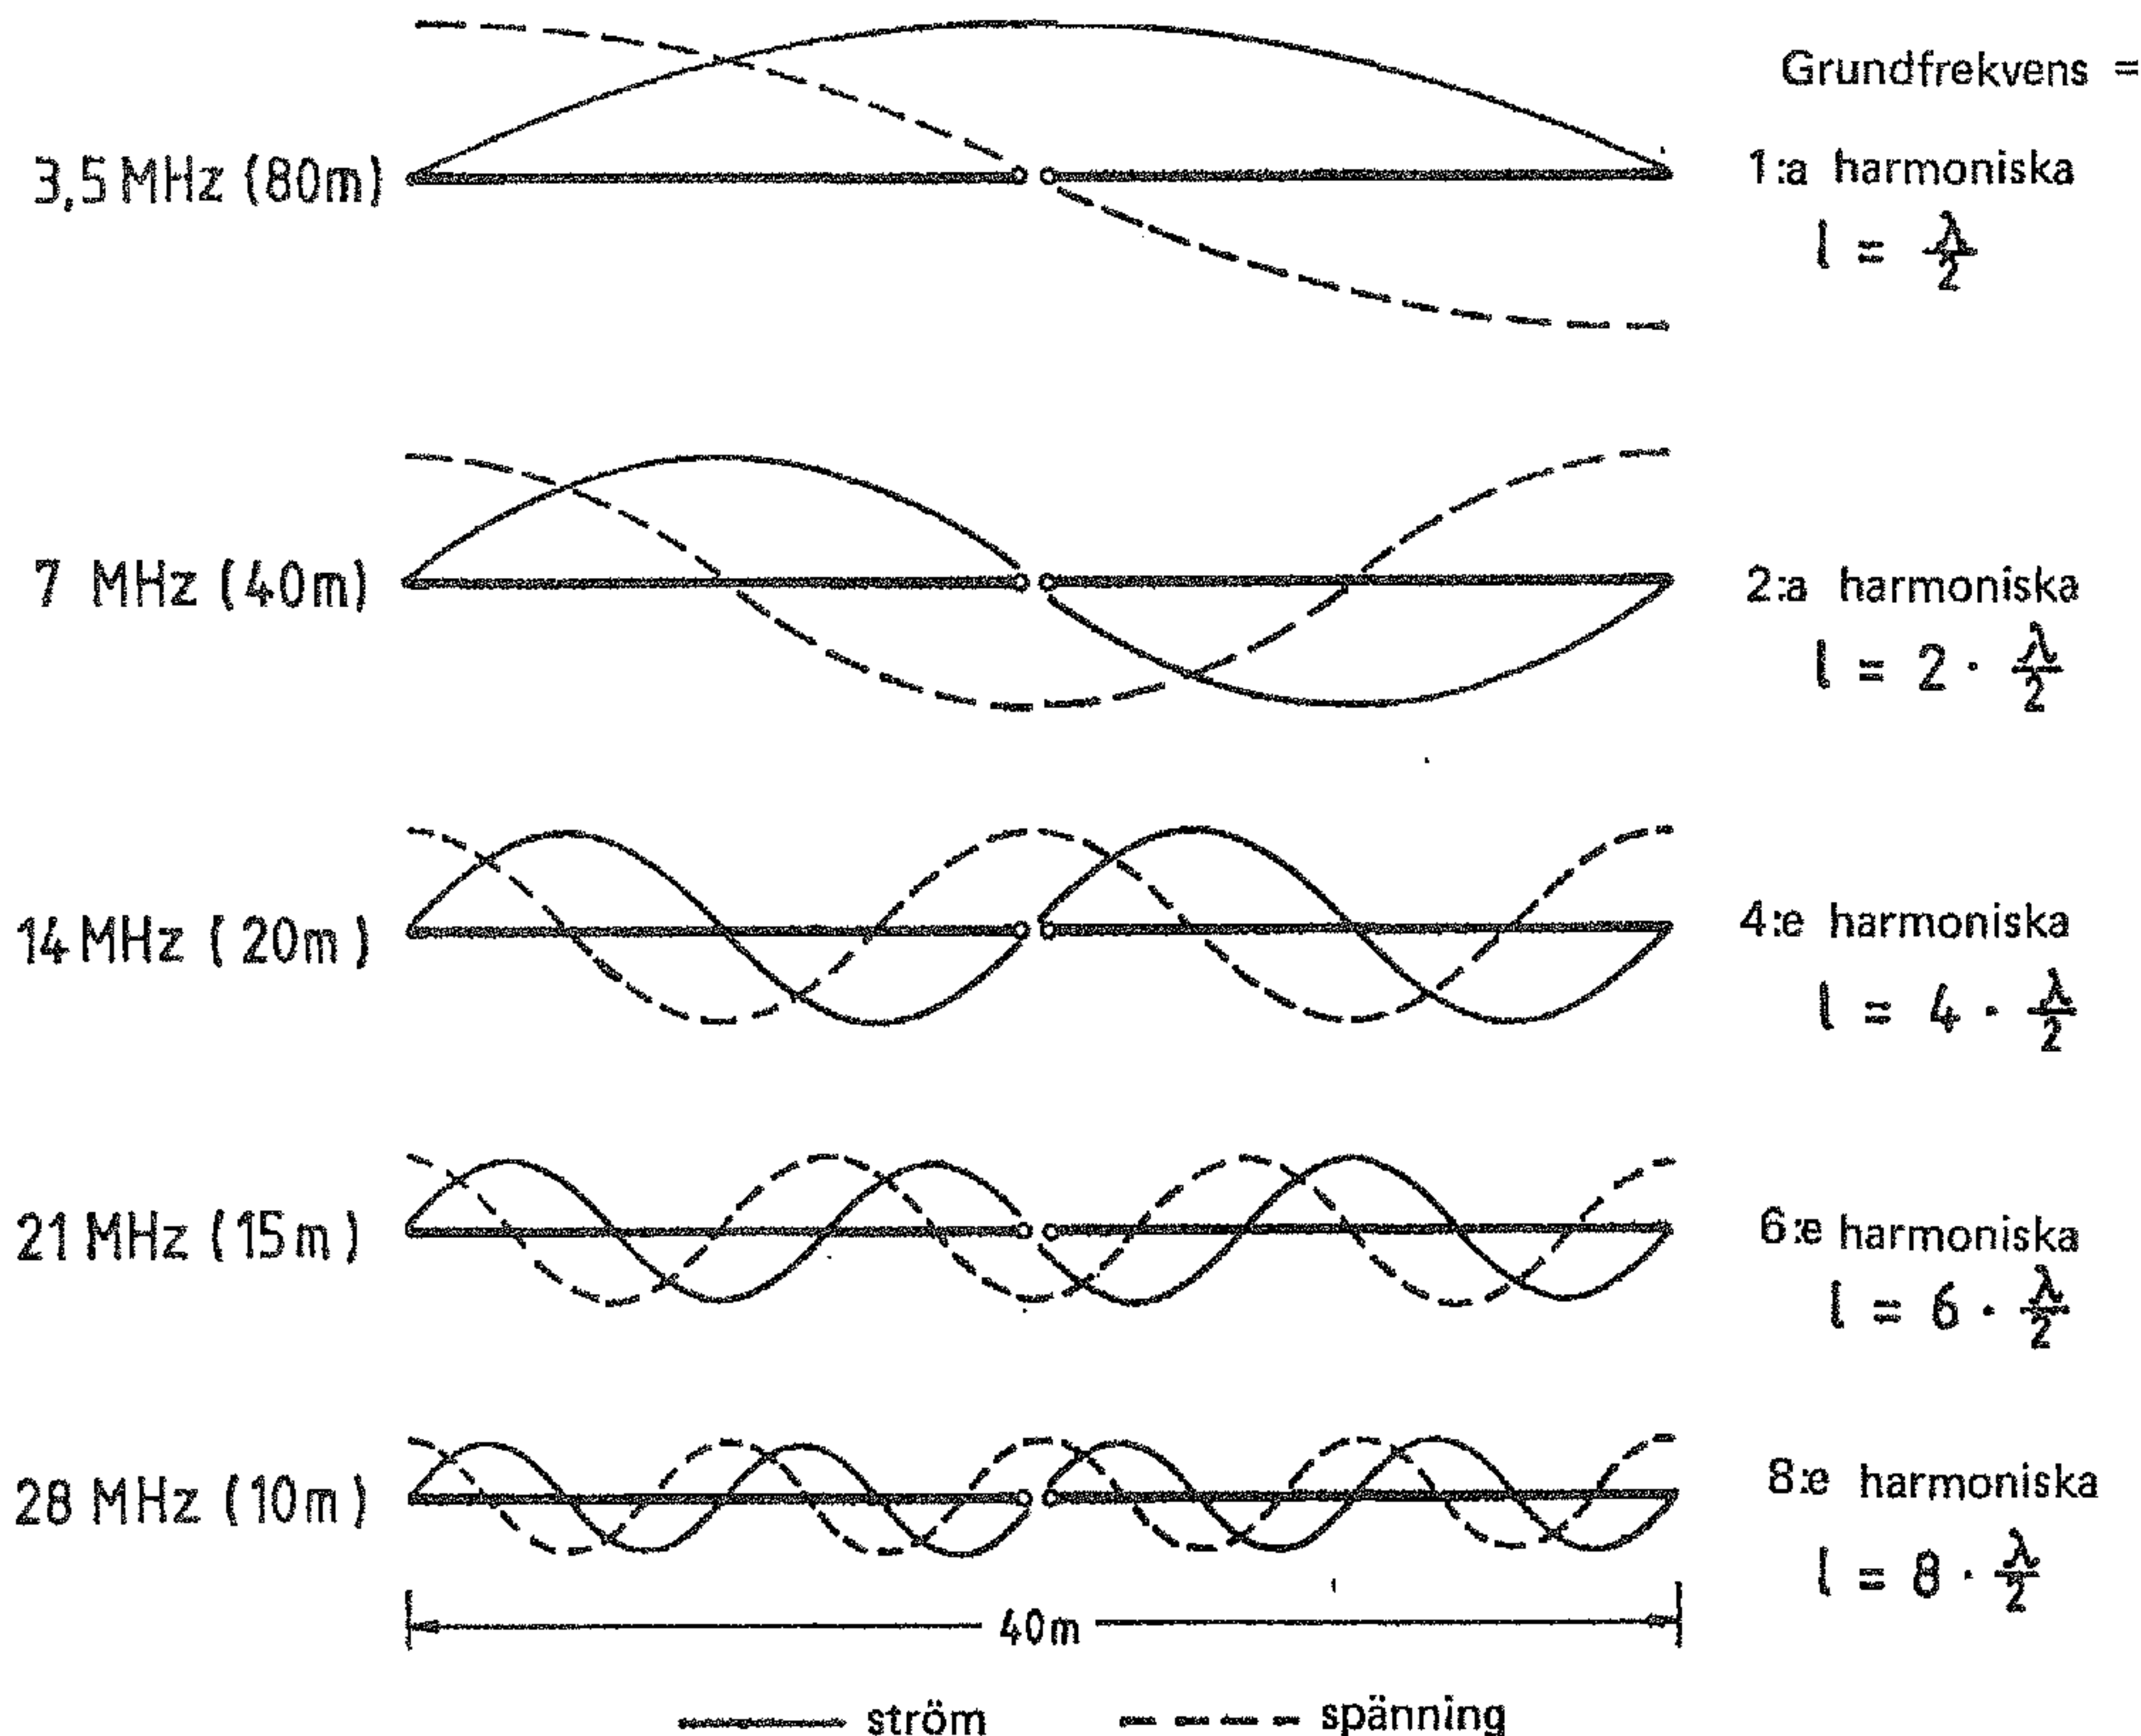 Grundfrekvens =
3,5 MHz (80m)
1:a harmoniska
l = λ/2
7 MHz (40m)
2:a harmoniska
l = 2 · λ/2
14 MHz (20m)
4:e harmoniska
l = 4 · λ/2
21 MHz (15m)
6:e harmoniska
l = 6 · λ/2
28 MHz (10m)
8:e harmoniska
l = 8 · λ/2
40m
ström
spänning